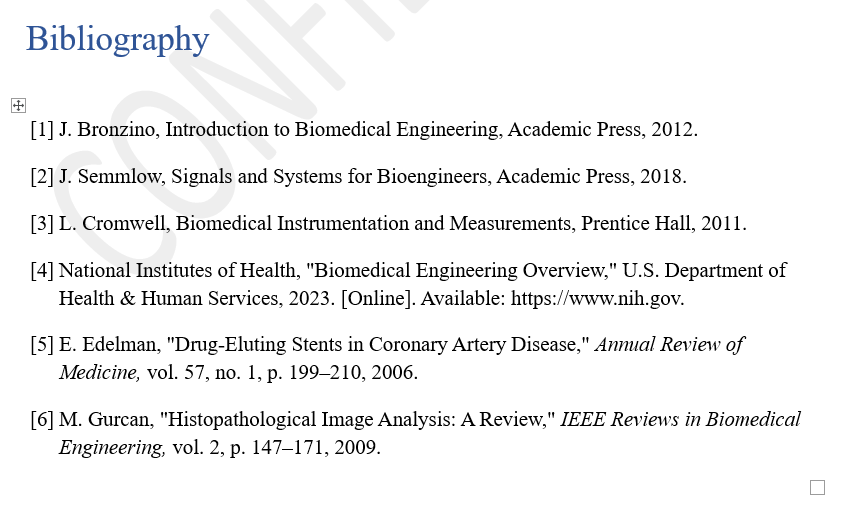 Bibliography
[1] J. Bronzino, Introduction to Biomedical Engineering, Academic Press, 2012.
[2] J. Semmlow, Signals and Systems for Bioengineers, Academic Press, 2018.
[3] L. Cromwell, Biomedical Instrumentation and Measurements, Prentice Hall, 2011.
[4] National Institutes of Health, "Biomedical Engineering Overview," U.S. Department of
Health & Human Services, 2023. [Online]. Available: https://www.nih.gov.
[5] E. Edelman, "Drug-Eluting Stents in Coronary Artery Disease," Annual Review of
Medicine, vol. 57, no. 1, p. 199–210, 2006.
[6] M. Gurcan, "Histopathological Image Analysis: A Review," IEEE Reviews in Biomedical
Engineering, vol. 2, p. 147–171, 2009.